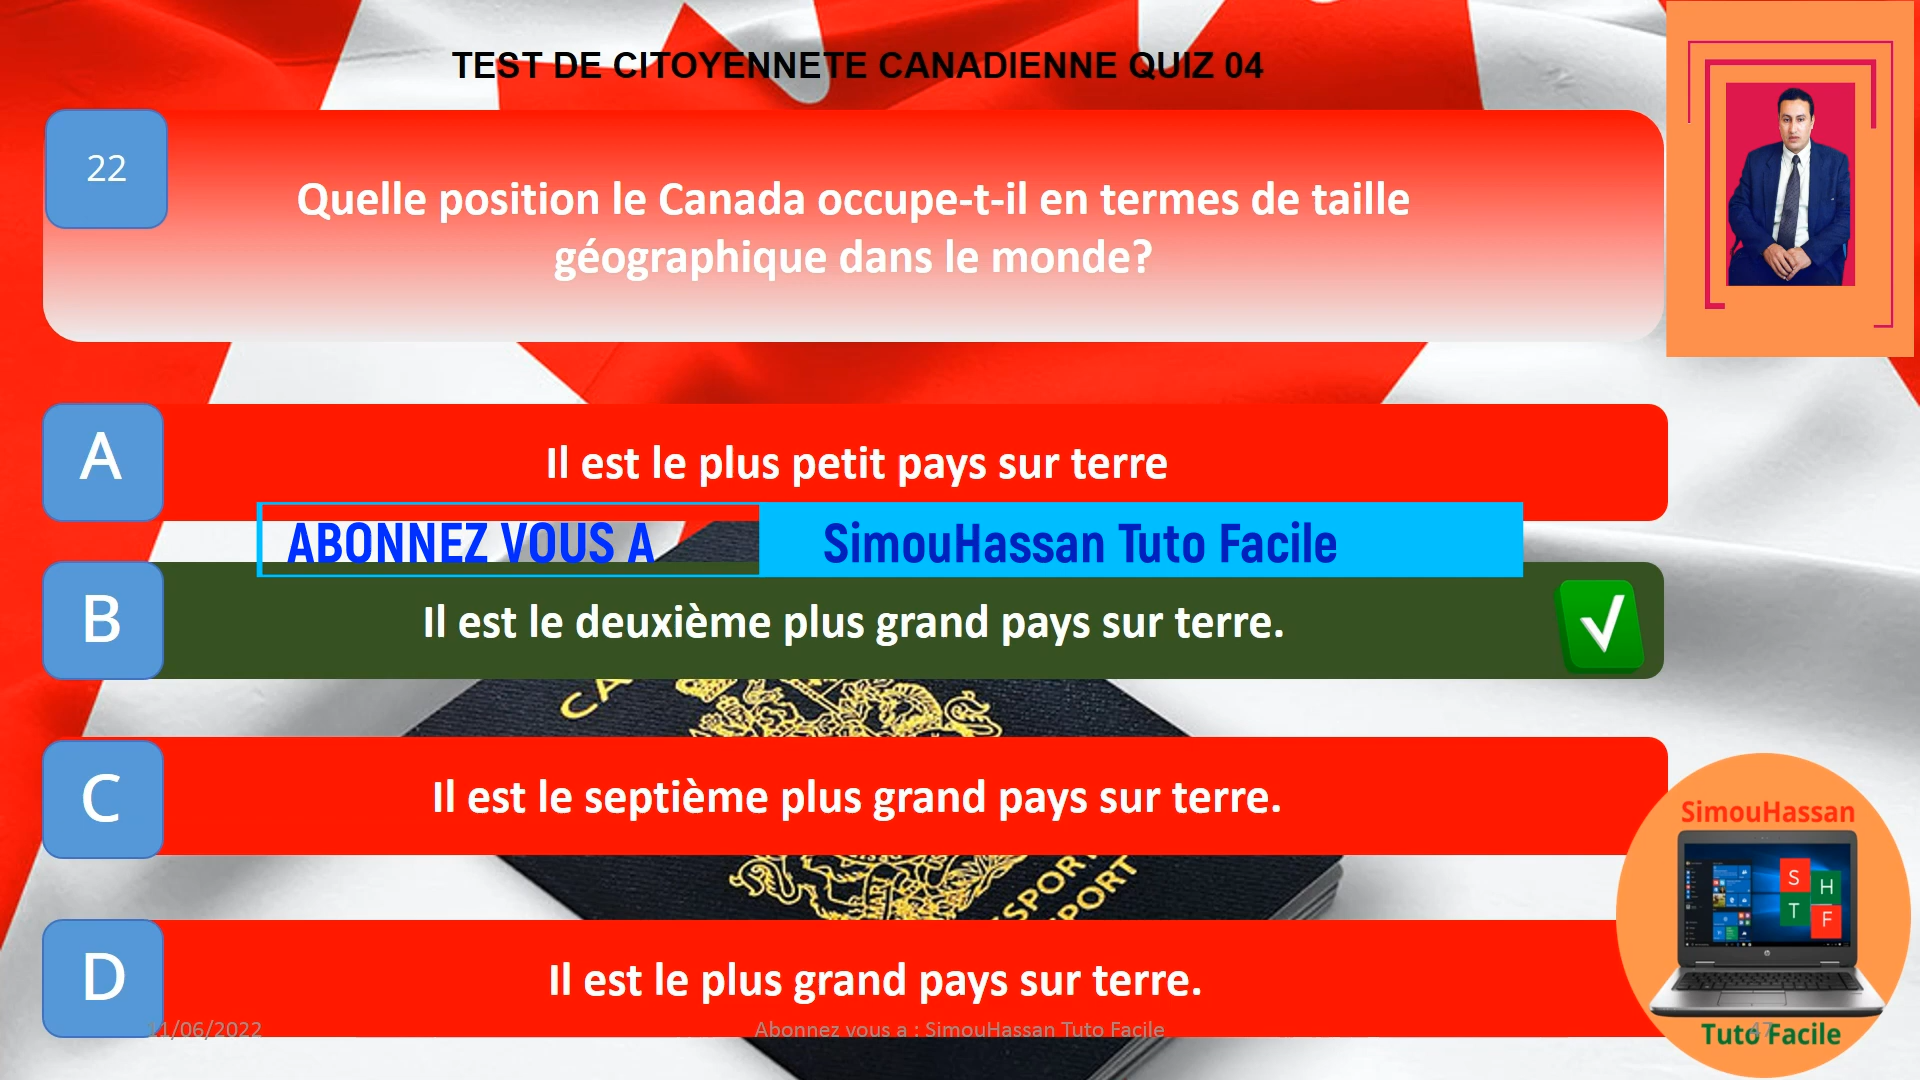 TEST DE CITOYENNETE CANADIENNE QUIZ 04
22
Quelle position le Canada occupe-t-il en termes de taille
géographique dans le monde?
A
Il est le plus petit pays sur terre
ABONNEZ VOUS A
SimouHassan Tuto Facile
B
Il est le deuxième plus grand pays sur terre.
C
Il est le septième plus grand pays sur terre.
D
Il est le plus grand pays sur terre.
SimouHassan
S H
T F
Tuto Facile
11/06/2022
Abonnez vous a : SimouHassan Tuto Facile
47